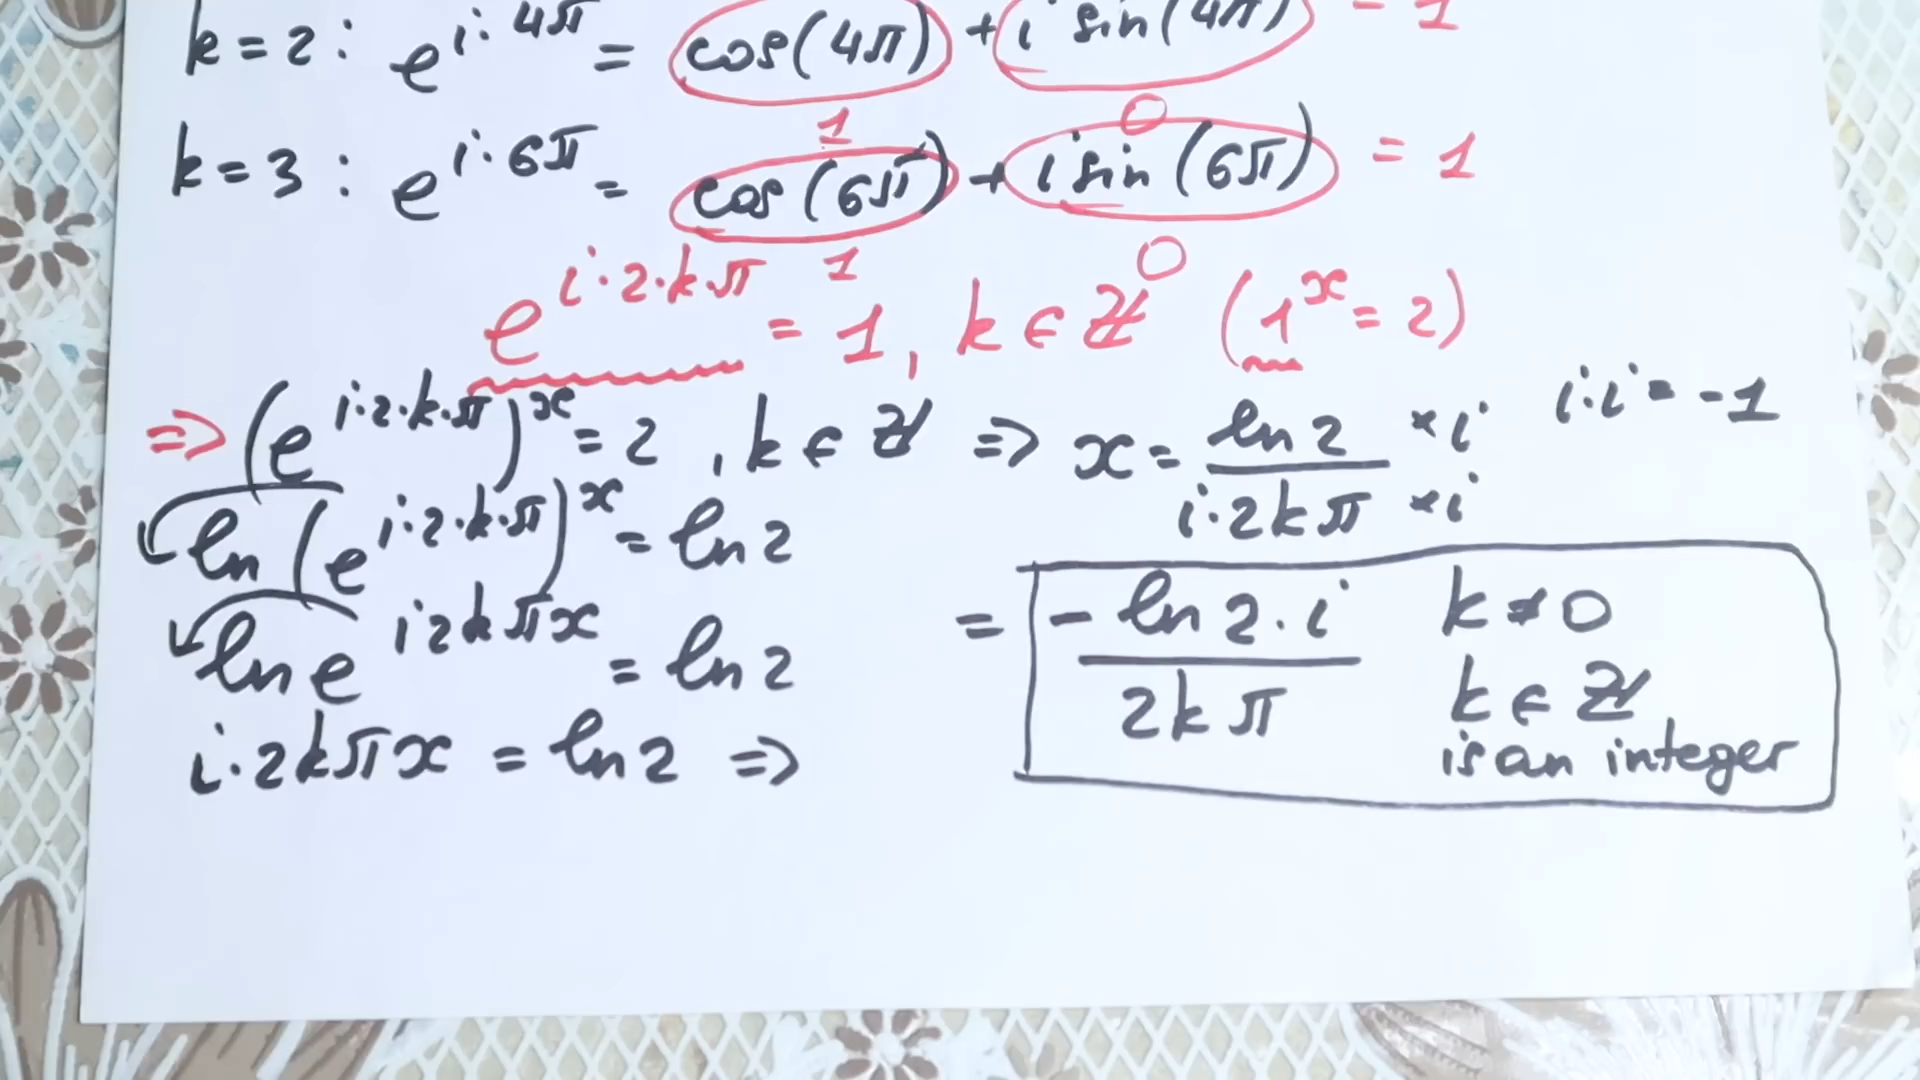 k = 2 : e^{i·4π} = cos(4π) + i sin(4π) = 1
1 0
k = 3 : e^{i·6π} = cos(6π) + i sin(6π) = 1
1 0
e^{i·2·k·π} = 1, k ∈ ℤ (1^x = 2)
=> (e^{i·2·k·π})^x = 2 , k ∈ ℤ => x = ln 2 / i·2kπ × i × i i·i = -1
ln(e^{i·2·k·π})^x = ln 2
ln e^{i2kπx} = ln 2
i·2kπx = ln 2 =>
= - ln 2·i / 2kπ k ≠ 0
k ∈ ℤ
is an integer